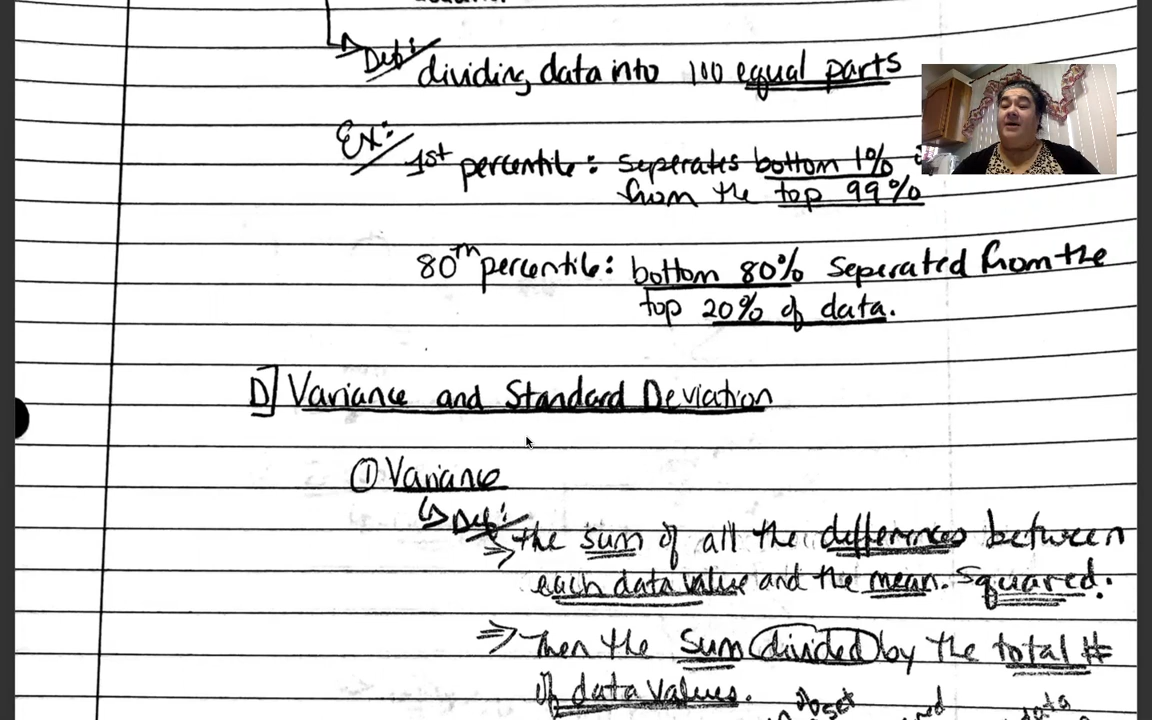 Def:
dividing data into 100 equal parts
Ex:
1st percentile: seperates bottom 1%
from the top 99%
80th percentile: bottom 80% seperated from the
top 20% of data.
D] Variance and Standard Deviation
① Variance
↳ Def:
⇒ the sum of all the differences between
each data value and the mean. Squared.
⇒ Then the sum divided by the total #
of data values.